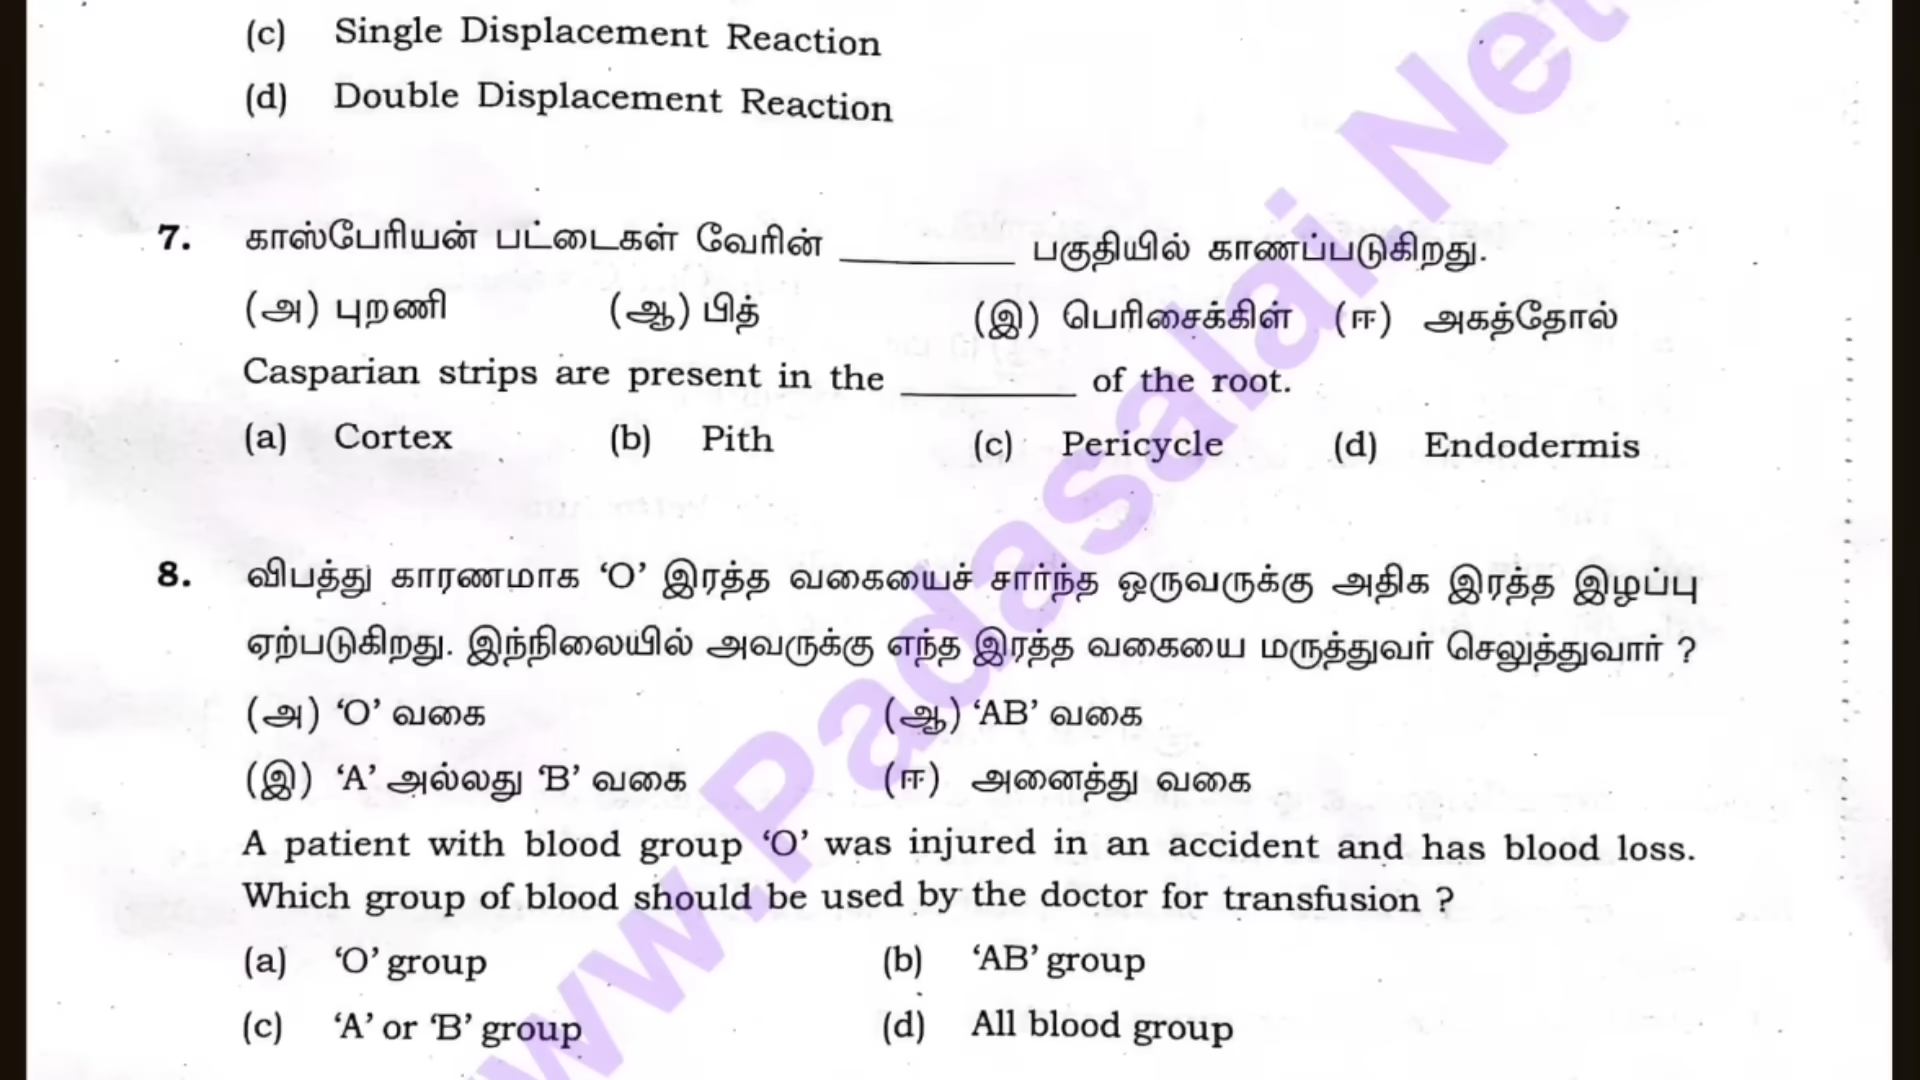 (c) Single Displacement Reaction
(d) Double Displacement Reaction
7. காஸ்பேரியன் பட்டைகள் வேரின் ________ பகுதியில் காணப்படுகிறது.
(அ) புறணி (ஆ) பித் (இ) பெரிசைக்கிள் (ஈ) அகத்தோல்
Casparian strips are present in the ________ of the root.
(a) Cortex (b) Pith (c) Pericycle (d) Endodermis
8. விபத்து காரணமாக ‘O’ இரத்த வகையைச் சார்ந்த ஒருவருக்கு அதிக இரத்த இழப்பு
ஏற்படுகிறது. இந்நிலையில் அவருக்கு எந்த இரத்த வகையை மருத்துவர் செலுத்துவார் ?
(அ) ‘O’ வகை (ஆ) ‘AB’ வகை
(இ) ‘A’ அல்லது ‘B’ வகை (ஈ) அனைத்து வகை
A patient with blood group ‘O’ was injured in an accident and has blood loss.
Which group of blood should be used by the doctor for transfusion ?
(a) ‘O’ group (b) ‘AB’ group
(c) ‘A’ or ‘B’ group (d) All blood group
www.Padasalai.Net